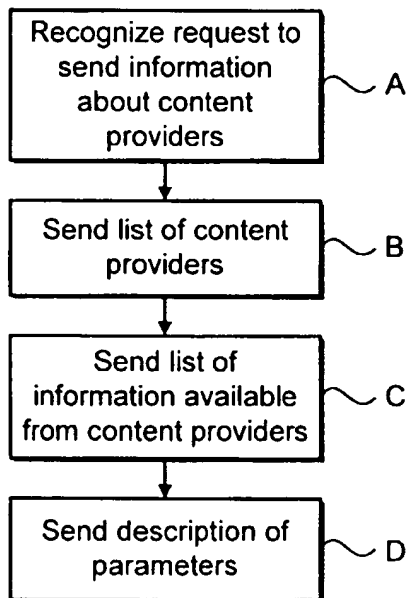 Recognize request to
send information
about content
providers
A
Send list of content
providers
B
Send list of
information available
from content providers
C
Send description of
parameters
D